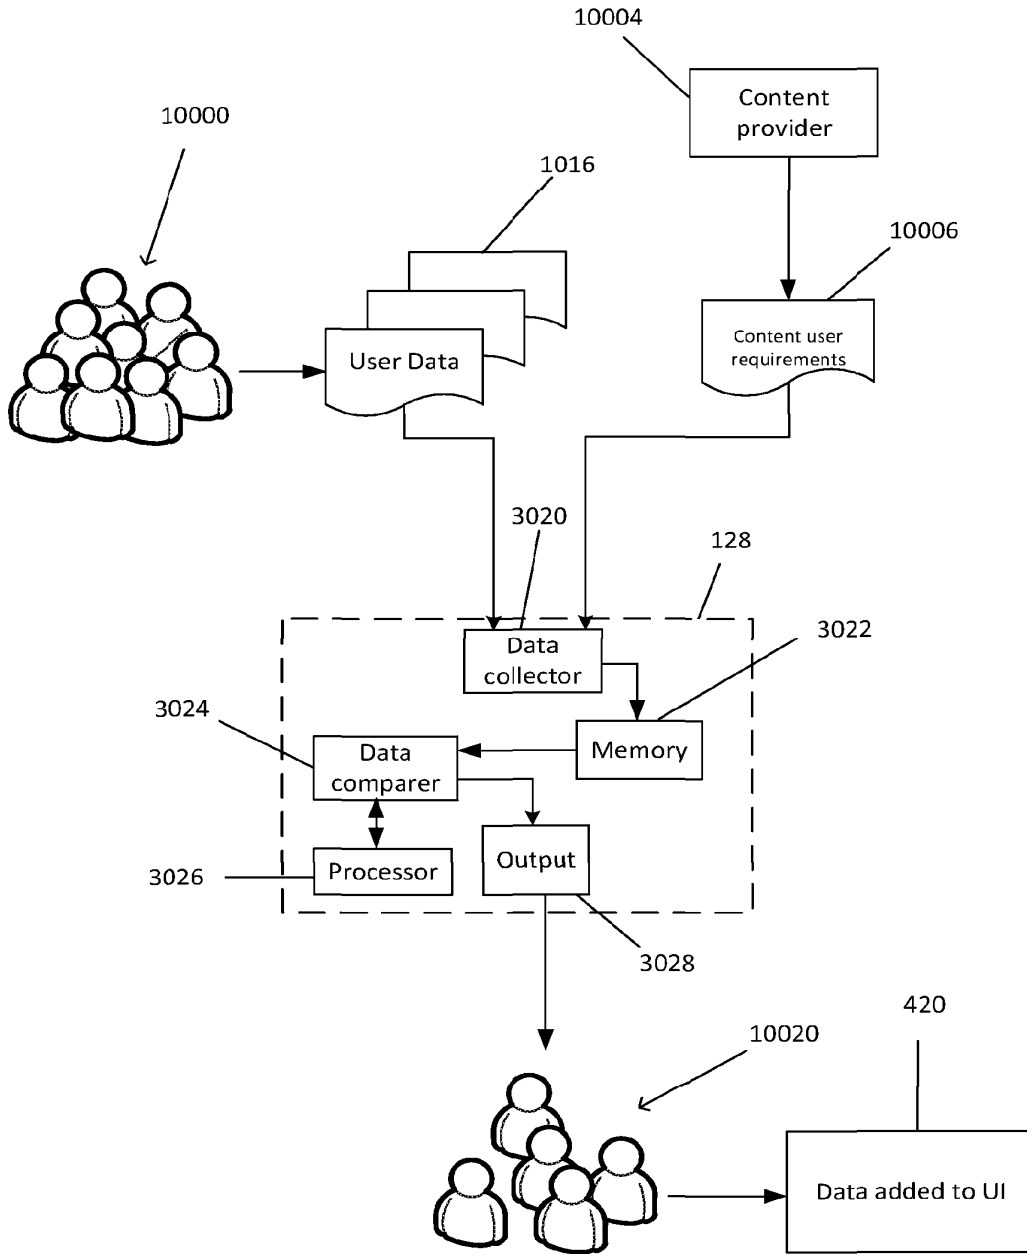 10004
Content
provider
10000
1016
10006
Content user
requirements
User Data
3020
128
Data
collector
3022
3024
Data
comparer
Memory
Processor
Output
3026
3028
420
10020
Data added to UI